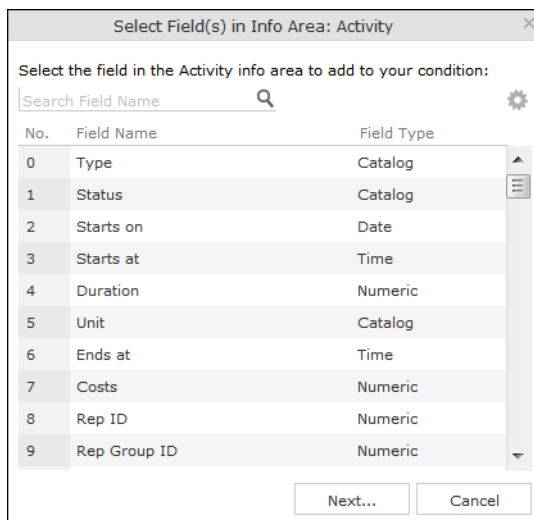 Select Field(s) in Info Area: Activity
Select the field in the Activity info area to add to your condition:
Search Field Name
No. Field Name Field Type
0 Type Catalog
1 Status Catalog
2 Starts on Date
3 Starts at Time
4 Duration Numeric
5 Unit Catalog
6 Ends at Time
7 Costs Numeric
8 Rep ID Numeric
9 Rep Group ID Numeric
Next... Cancel